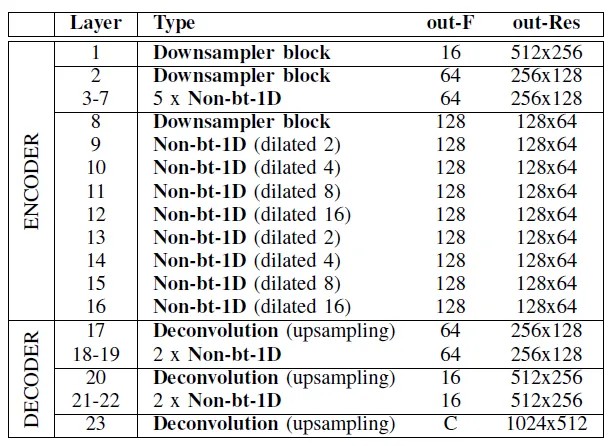 Layer Type out-F out-Res
ENCODER
1 Downsampler block 16 512x256
2 Downsampler block 64 256x128
3-7 5 x Non-bt-1D 64 256x128
8 Downsampler block 128 128x64
9 Non-bt-1D (dilated 2) 128 128x64
10 Non-bt-1D (dilated 4) 128 128x64
11 Non-bt-1D (dilated 8) 128 128x64
12 Non-bt-1D (dilated 16) 128 128x64
13 Non-bt-1D (dilated 2) 128 128x64
14 Non-bt-1D (dilated 4) 128 128x64
15 Non-bt-1D (dilated 8) 128 128x64
16 Non-bt-1D (dilated 16) 128 128x64
DECODER
17 Deconvolution (upsampling) 64 256x128
18-19 2 x Non-bt-1D 64 256x128
20 Deconvolution (upsampling) 16 512x256
21-22 2 x Non-bt-1D 16 512x256
23 Deconvolution (upsampling) C 1024x512